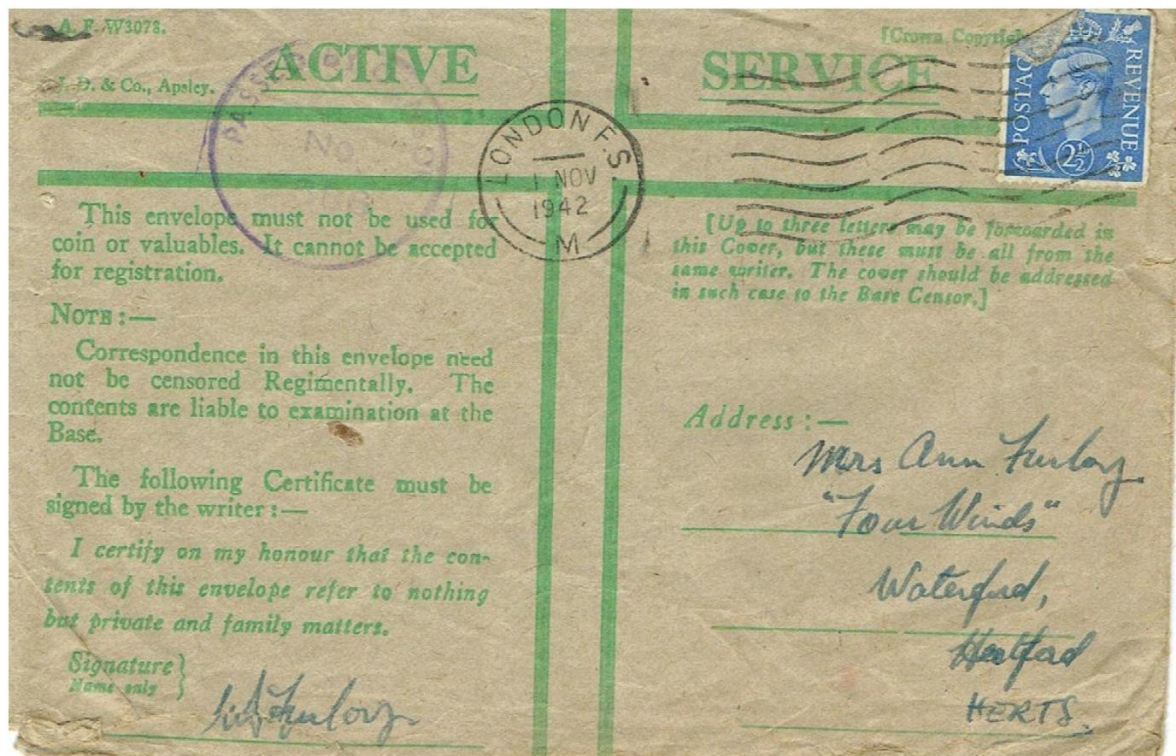 A. F. W3078.
[Crown Copyright
ACTIVE SERVICE
J. D. & Co., Apsley.
POSTAGE REVENUE
2½D
PASSED
No
LONDON F.S.
1 NOV
1942
M
This envelope must not be used for
coin or valuables. It cannot be accepted
for registration.
NOTE :—
Correspondence in this envelope need
not be censored Regimentally. The
contents are liable to examination at the
Base.
The following Certificate must be
signed by the writer :—
I certify on my honour that the con-
tents of this envelope refer to nothing
but private and family matters.
Signature
Name only
Furlong
[Up to three letters may be forwarded in
this Cover, but these must be all from the
same writer. The cover should be addressed
in such case to the Base Censor.]
Address :—
Mrs Ann Furlong
"Four Winds"
Waterford,
Hertford
HERTS.